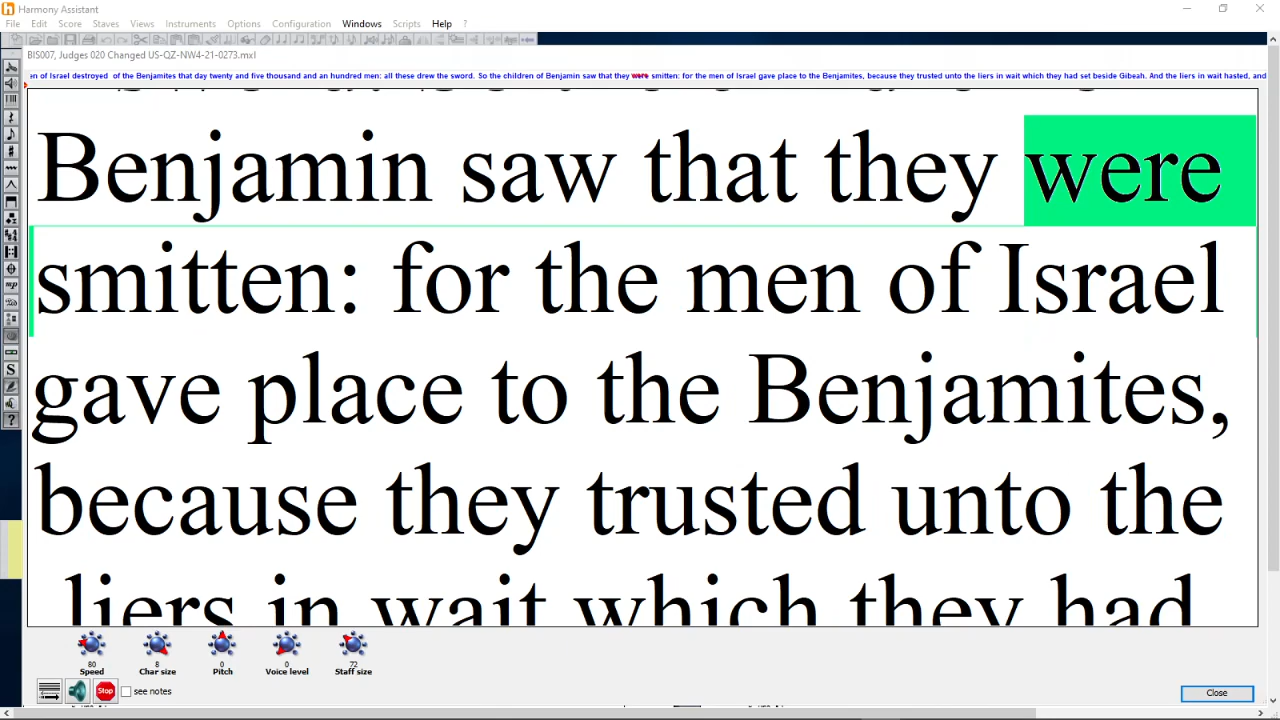 Harmony Assistant
File Edit Score Staves Views Instruments Options Configuration Windows Scripts Help ?
BIS007, Judges 020 Changed US-QZ-NW4-21-0273.mxl
en of Israel destroyed of the Benjamites that day twenty and five thousand and an hundred men: all these drew the sword. So the children of Benjamin saw that they were smitten: for the men of Israel gave place to the Benjamites, because they trusted unto the liers in wait which they had set beside Gibeah. And the liers in wait hasted, and
Benjamin saw that they were
smitten: for the men of Israel
gave place to the Benjamites,
because they trusted unto the
liers in wait which they had
80 8 0 0 72
Speed Char size Pitch Voice level Staff size
Stop see notes
Close